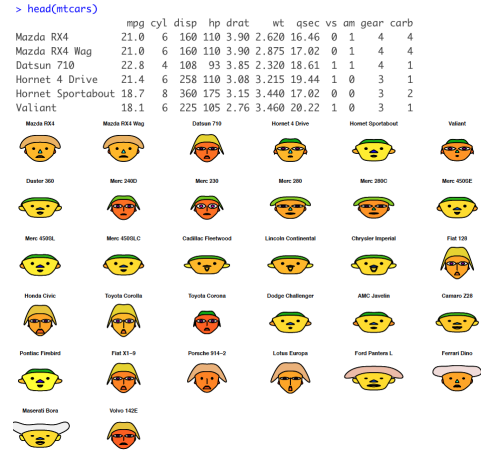 > head(mtcars)
mpg cyl disp hp drat wt qsec vs am gear carb
Mazda RX4 21.0 6 160 110 3.90 2.620 16.46 0 1 4 4
Mazda RX4 Wag 21.0 6 160 110 3.90 2.875 17.02 0 1 4 4
Datsun 710 22.8 4 108 93 3.85 2.320 18.61 1 1 4 1
Hornet 4 Drive 21.4 6 258 110 3.08 3.215 19.44 1 0 3 1
Hornet Sportabout 18.7 8 360 175 3.15 3.440 17.02 0 0 3 2
Valiant 18.1 6 225 105 2.76 3.460 20.22 1 0 3 1
Mazda RX4 Mazda RX4 Wag Datsun 710 Hornet 4 Drive Hornet Sportabout Valiant
Duster 360 Merc 240D Merc 230 Merc 280 Merc 280C Merc 450SE
Merc 450SL Merc 450SLC Cadillac Fleetwood Lincoln Continental Chrysler Imperial Fiat 128
Honda Civic Toyota Corolla Toyota Corona Dodge Challenger AMC Javelin Camaro Z28
Pontiac Firebird Fiat X1-9 Porsche 914-2 Lotus Europa Ford Pantera L Ferrari Dino
Maserati Bora Volvo 142E